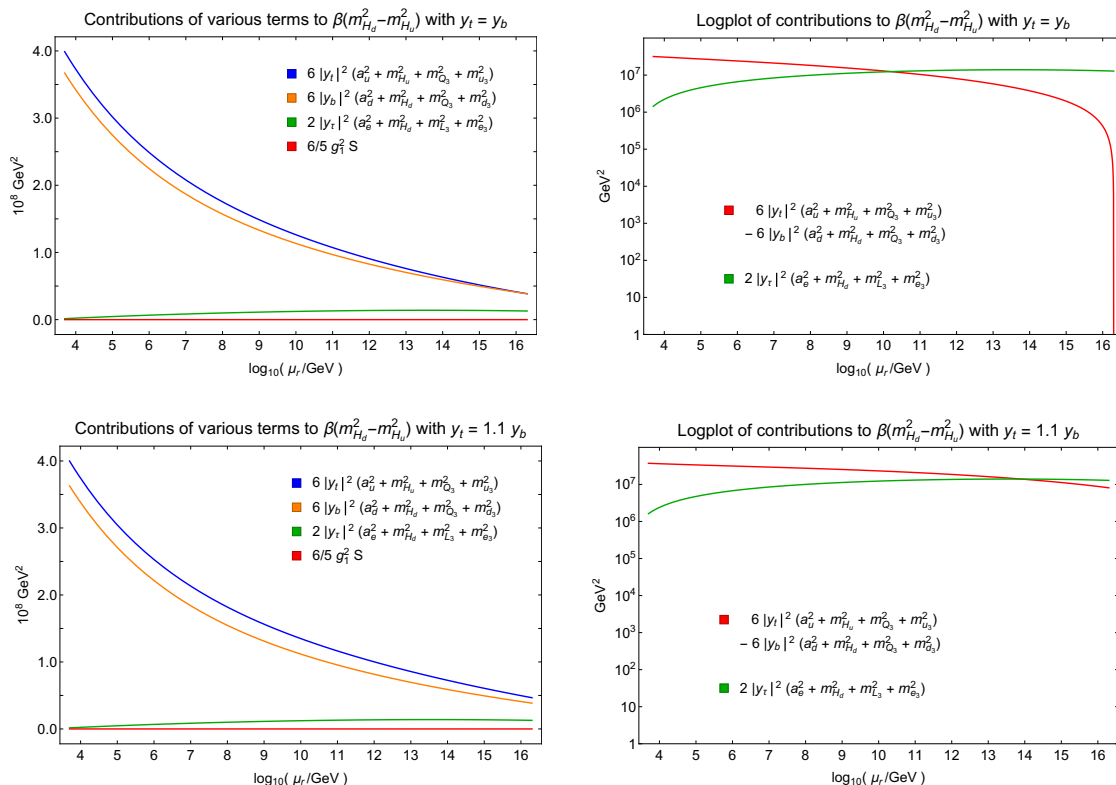 Contributions of various terms to β(m²_{H_d}−m²_{H_u}) with y_t = y_b
10⁸ GeV²
4.0
3.0
2.0
1.0
0.0
6 |y_t|² (a²_u + m²_{H_u} + m²_{Q_3} + m²_{u_3})
6 |y_b|² (a²_d + m²_{H_d} + m²_{Q_3} + m²_{d_3})
2 |y_τ|² (a²_e + m²_{H_d} + m²_{L_3} + m²_{e_3})
6/5 g²_1 S
4 5 6 7 8 9 10 11 12 13 14 15 16
log₁₀( μ_r /GeV )
Logplot of contributions to β(m²_{H_d}−m²_{H_u}) with y_t = y_b
GeV²
10⁷
10⁶
10⁵
10⁴
10³
10²
10
1
6 |y_t|² (a²_u + m²_{H_u} + m²_{Q_3} + m²_{u_3})
− 6 |y_b|² (a²_d + m²_{H_d} + m²_{Q_3} + m²_{d_3})
2 |y_τ|² (a²_e + m²_{H_d} + m²_{L_3} + m²_{e_3})
4 5 6 7 8 9 10 11 12 13 14 15 16
log₁₀( μ_r /GeV )
Contributions of various terms to β(m²_{H_d}−m²_{H_u}) with y_t = 1.1 y_b
10⁸ GeV²
4.0
3.0
2.0
1.0
0.0
6 |y_t|² (a²_u + m²_{H_u} + m²_{Q_3} + m²_{u_3})
6 |y_b|² (a²_d + m²_{H_d} + m²_{Q_3} + m²_{d_3})
2 |y_τ|² (a²_e + m²_{H_d} + m²_{L_3} + m²_{e_3})
6/5 g²_1 S
4 5 6 7 8 9 10 11 12 13 14 15 16
log₁₀( μ_r /GeV )
Logplot of contributions to β(m²_{H_d}−m²_{H_u}) with y_t = 1.1 y_b
GeV²
10⁷
10⁶
10⁵
10⁴
10³
10²
10
1
6 |y_t|² (a²_u + m²_{H_u} + m²_{Q_3} + m²_{u_3})
− 6 |y_b|² (a²_d + m²_{H_d} + m²_{Q_3} + m²_{d_3})
2 |y_τ|² (a²_e + m²_{H_d} + m²_{L_3} + m²_{e_3})
4 5 6 7 8 9 10 11 12 13 14 15 16
log₁₀( μ_r /GeV )